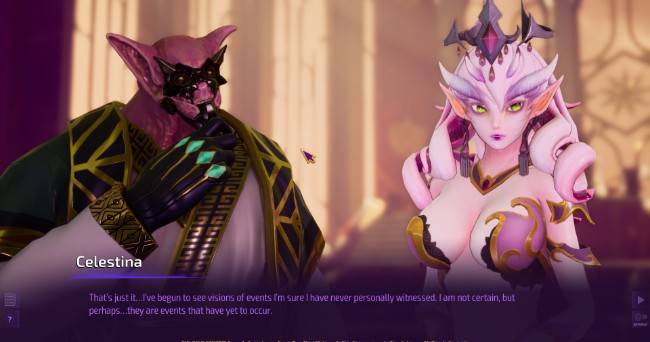 Celestina
That's just it...I've begun to see visions of events I'm sure I have never personally witnessed. I am not certain, but
perhaps...they are events that have yet to occur.
?